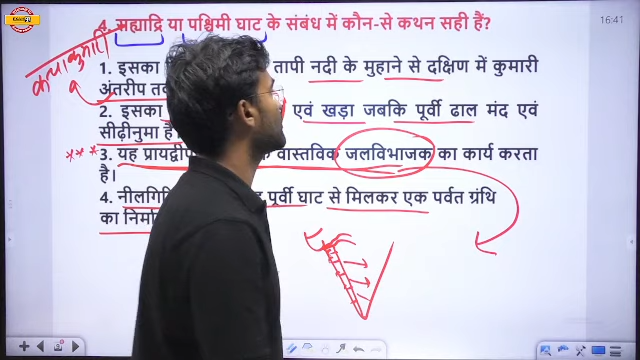 4. सह्याद्रि या पश्चिमी घाट के संबंध में कौन-से कथन सही हैं?
16:41
कन्याकुमारी
1. इसका तापी नदी के मुहाने से दक्षिण में कुमारी
अंतरीप तक
2. इसका एवं खड़ा जबकि पूर्वी ढाल मंद एवं
सीढ़ीनुमा है
3. यह प्रायद्वीप वास्तविक जलविभाजक का कार्य करता
है।
4. नीलगिरि पूर्वी घाट से मिलकर एक पर्वत ग्रंथि
का निर्माण